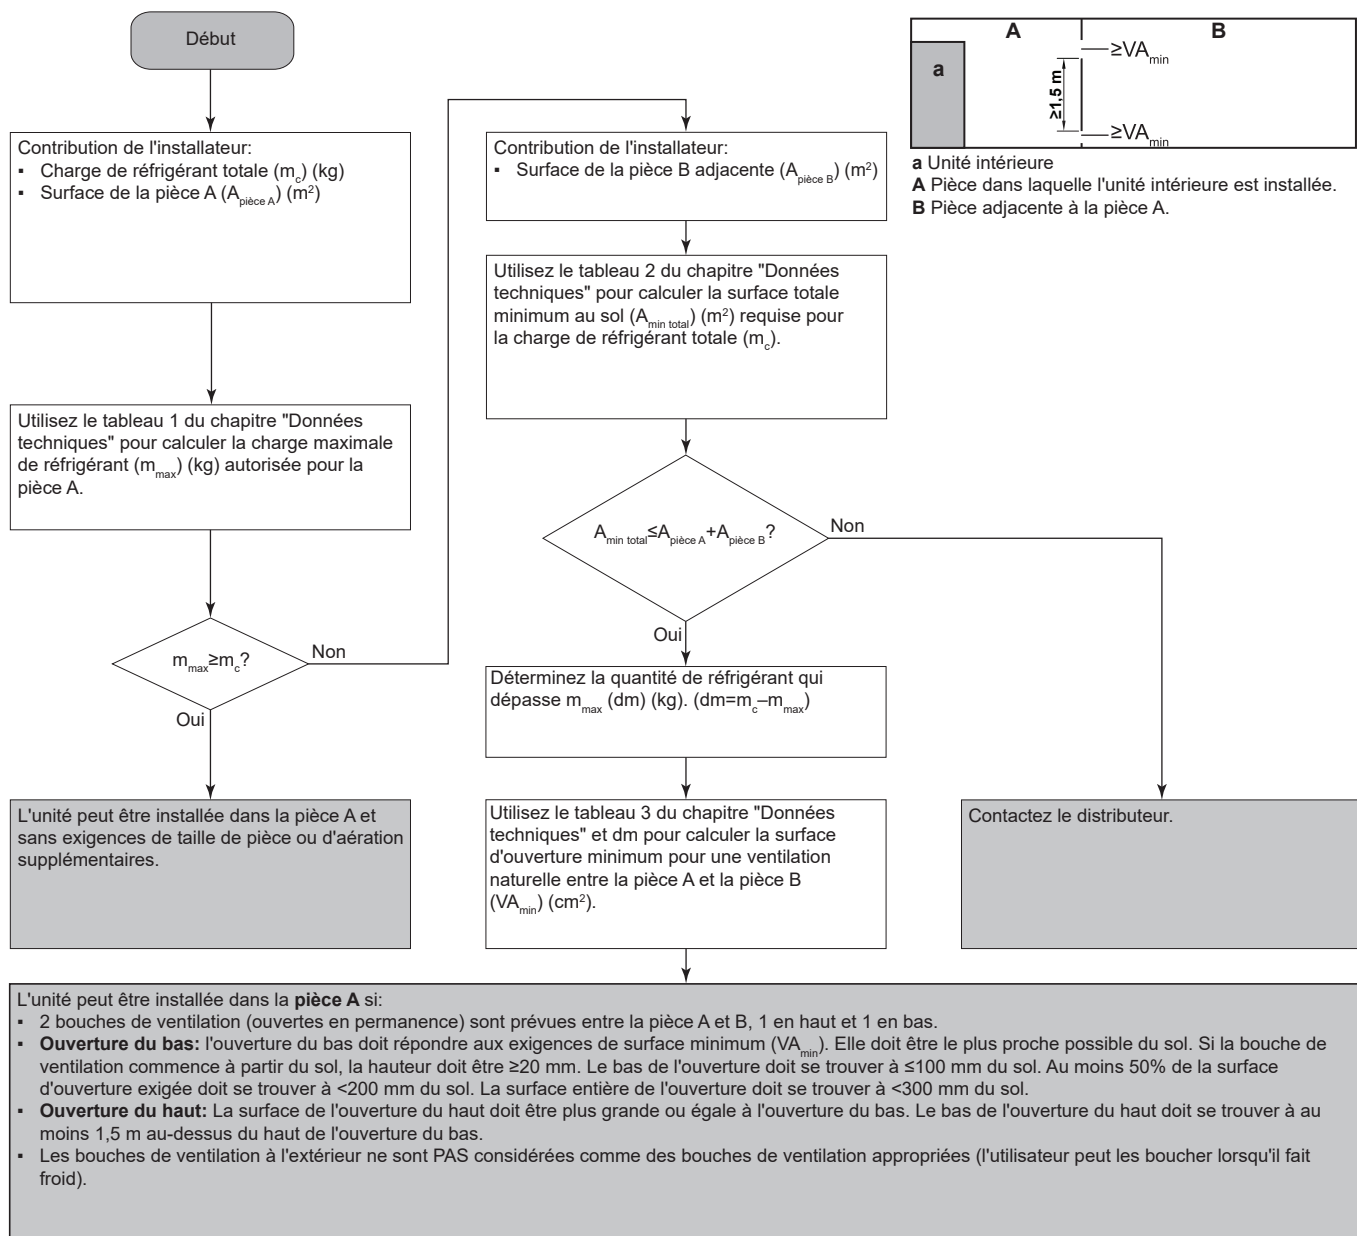 Début
Contribution de l'installateur:
▪ Charge de réfrigérant totale (mc) (kg)
▪ Surface de la pièce A (Apièce A) (m²)
Utilisez le tableau 1 du chapitre "Données
techniques" pour calculer la charge maximale
de réfrigérant (mmax) (kg) autorisée pour la
pièce A.
mmax≥mc?
Non
Oui
L'unité peut être installée dans la pièce A et
sans exigences de taille de pièce ou d'aération
supplémentaires.
Contribution de l'installateur:
▪ Surface de la pièce B adjacente (Apièce B) (m²)
Utilisez le tableau 2 du chapitre "Données
techniques" pour calculer la surface totale
minimum au sol (Amin total) (m²) requise pour
la charge de réfrigérant totale (mc).
Amin total≤Apièce A+Apièce B?
Non
Oui
Déterminez la quantité de réfrigérant qui
dépasse mmax (dm) (kg). (dm=mc–mmax)
Utilisez le tableau 3 du chapitre "Données
techniques" et dm pour calculer la surface
d'ouverture minimum pour une ventilation
naturelle entre la pièce A et la pièce B
(VAmin) (cm²).
Contactez le distributeur.
A
B
a
≥1,5 m
≥VAmin
≥VAmin
a Unité intérieure
A Pièce dans laquelle l'unité intérieure est installée.
B Pièce adjacente à la pièce A.
L'unité peut être installée dans la pièce A si:
▪ 2 bouches de ventilation (ouvertes en permanence) sont prévues entre la pièce A et B, 1 en haut et 1 en bas.
▪ Ouverture du bas: l'ouverture du bas doit répondre aux exigences de surface minimum (VAmin). Elle doit être le plus proche possible du sol. Si la bouche de
ventilation commence à partir du sol, la hauteur doit être ≥20 mm. Le bas de l'ouverture doit se trouver à ≤100 mm du sol. Au moins 50% de la surface
d'ouverture exigée doit se trouver à <200 mm du sol. La surface entière de l'ouverture doit se trouver à <300 mm du sol.
▪ Ouverture du haut: La surface de l'ouverture du haut doit être plus grande ou égale à l'ouverture du bas. Le bas de l'ouverture du haut doit se trouver à au
moins 1,5 m au-dessus du haut de l'ouverture du bas.
▪ Les bouches de ventilation à l'extérieur ne sont PAS considérées comme des bouches de ventilation appropriées (l'utilisateur peut les boucher lorsqu'il fait
froid).